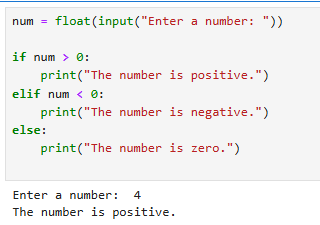 num = float(input("Enter a number: "))
if num > 0:
    print("The number is positive.")
elif num < 0:
    print("The number is negative.")
else:
    print("The number is zero.")
Enter a number:  4
The number is positive.